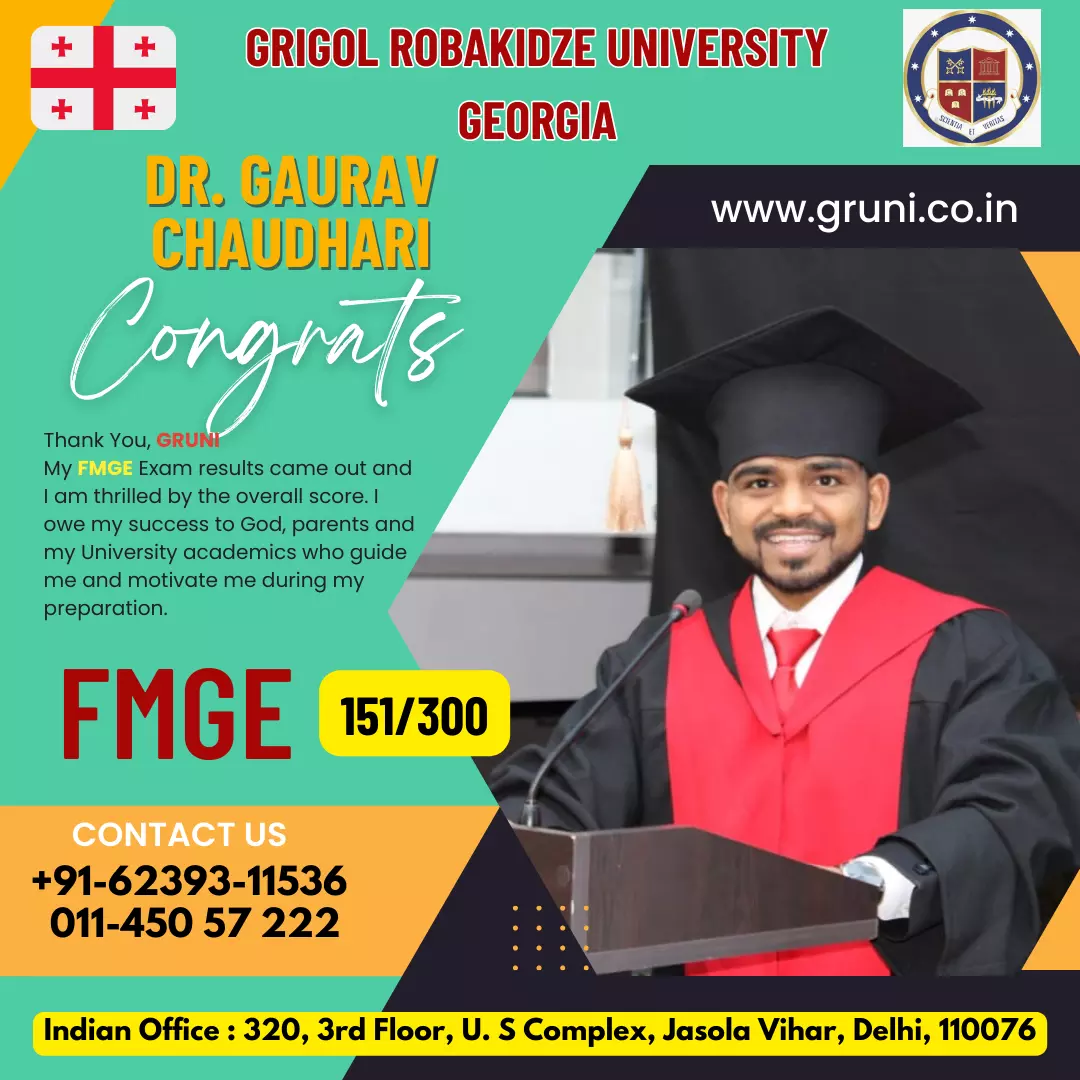 GRIGOL ROBAKIDZE UNIVERSITY
GEORGIA
SCIENTIA ET VERITAS
DR. GAURAV
CHAUDHARI
www.gruni.co.in
Congrats
Thank You, GRUNI
My FMGE Exam results came out and
I am thrilled by the overall score. I
owe my success to God, parents and
my University academics who guide
me and motivate me during my
preparation.
FMGE
151/300
CONTACT US
+91-62393-11536
011-450 57 222
Indian Office : 320, 3rd Floor, U. S Complex, Jasola Vihar, Delhi, 110076